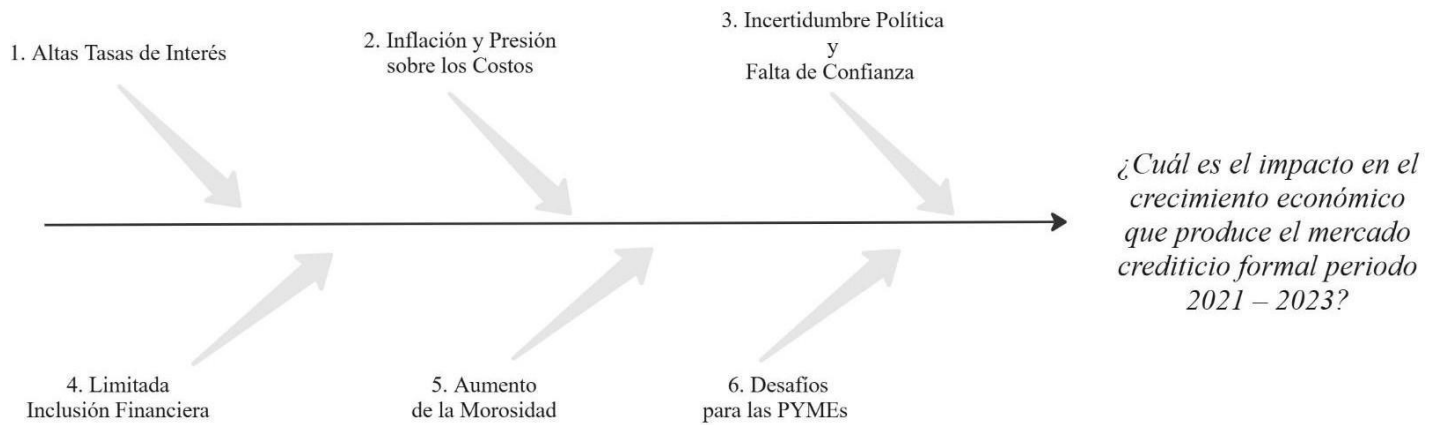 1. Altas Tasas de Interés
2. Inflación y Presión
sobre los Costos
3. Incertidumbre Política
y
Falta de Confianza
¿Cuál es el impacto en el
crecimiento económico
que produce el mercado
crediticio formal periodo
2021 – 2023?
4. Limitada
Inclusión Financiera
5. Aumento
de la Morosidad
6. Desafíos
para las PYMEs